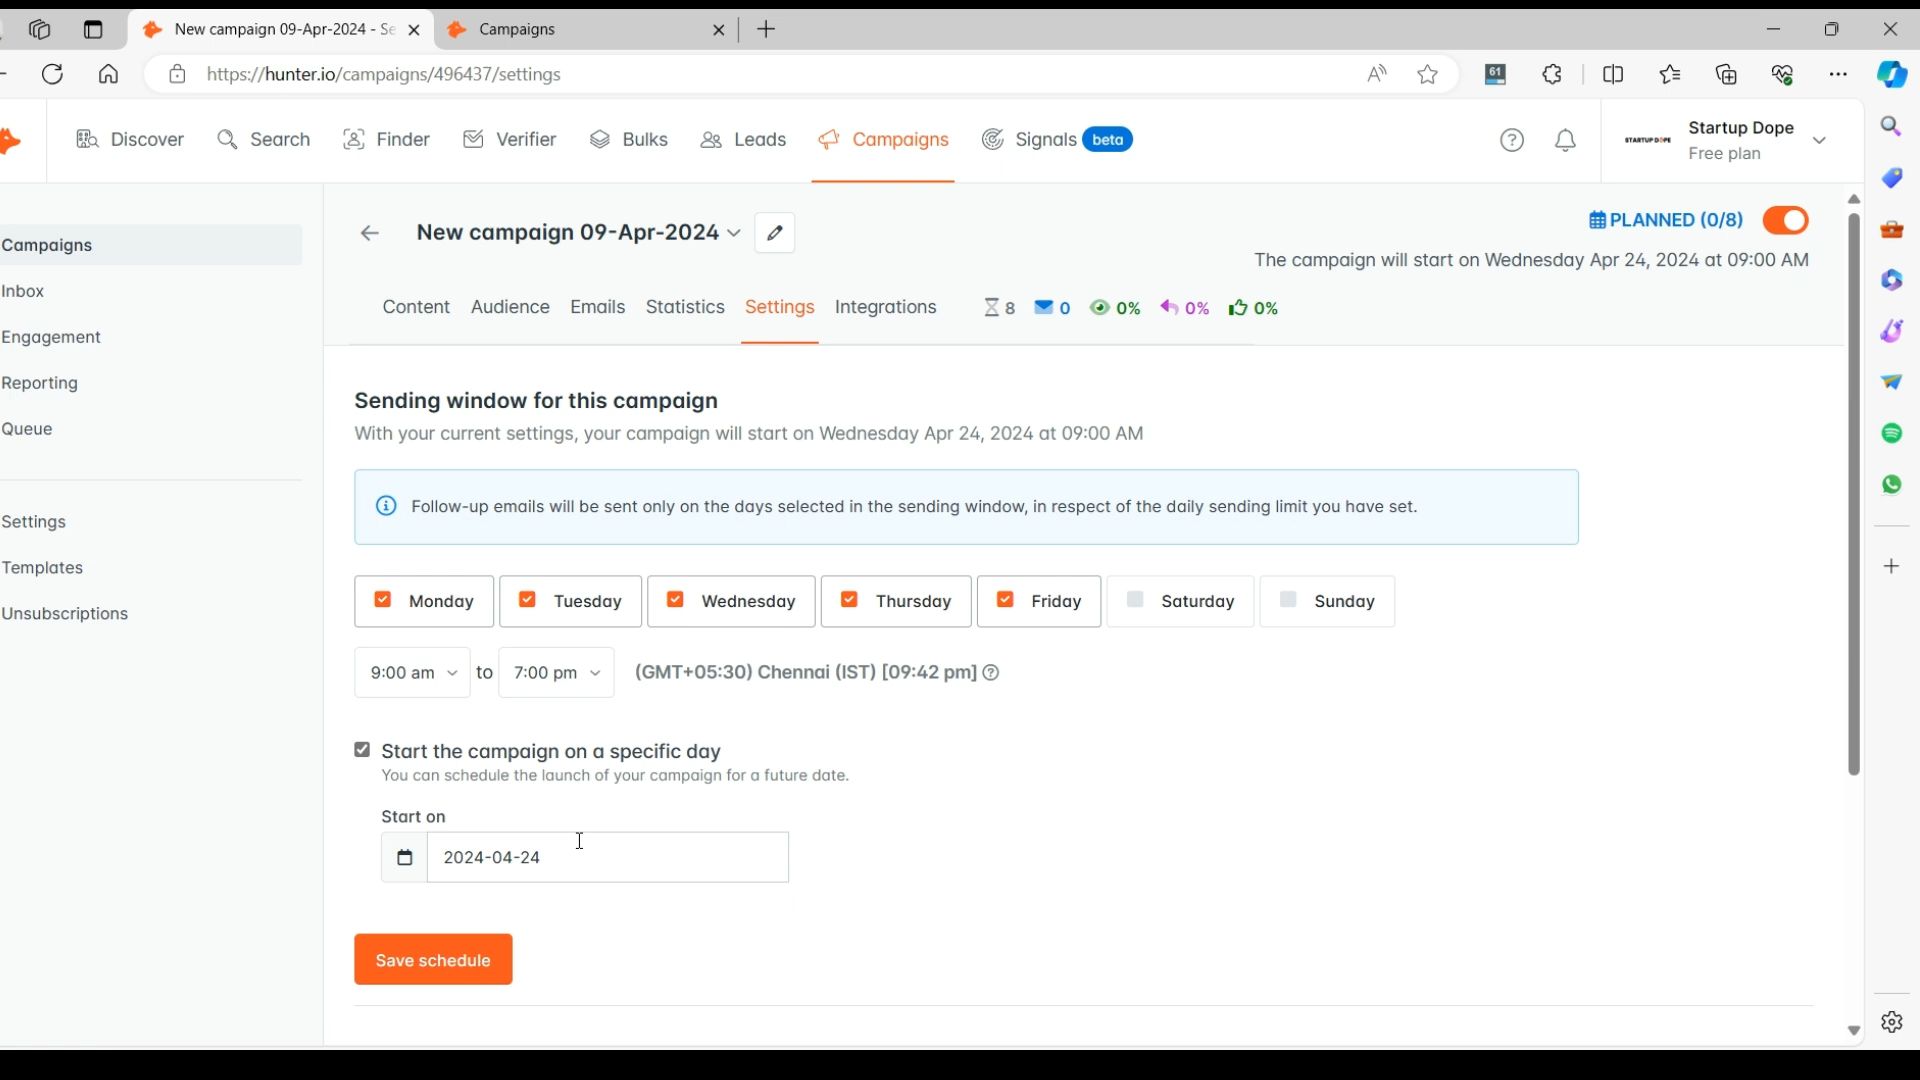 New campaign 09-Apr-2024 - Se
Campaigns
https://hunter.io/campaigns/496437/settings
61
Discover
Search
Finder
Verifier
Bulks
Leads
Campaigns
Signals beta
STARTUP DOPE
Startup Dope
Free plan
Campaigns
Inbox
Engagement
Reporting
Queue
Settings
Templates
Unsubscriptions
New campaign 09-Apr-2024
PLANNED (0/8)
The campaign will start on Wednesday Apr 24, 2024 at 09:00 AM
Content Audience Emails Statistics Settings Integrations 8 0 0% 0% 0%
Sending window for this campaign
With your current settings, your campaign will start on Wednesday Apr 24, 2024 at 09:00 AM
Follow-up emails will be sent only on the days selected in the sending window, in respect of the daily sending limit you have set.
Monday Tuesday Wednesday Thursday Friday Saturday Sunday
9:00 am to 7:00 pm (GMT+05:30) Chennai (IST) [09:42 pm]
Start the campaign on a specific day
You can schedule the launch of your campaign for a future date.
Start on
2024-04-24
Save schedule